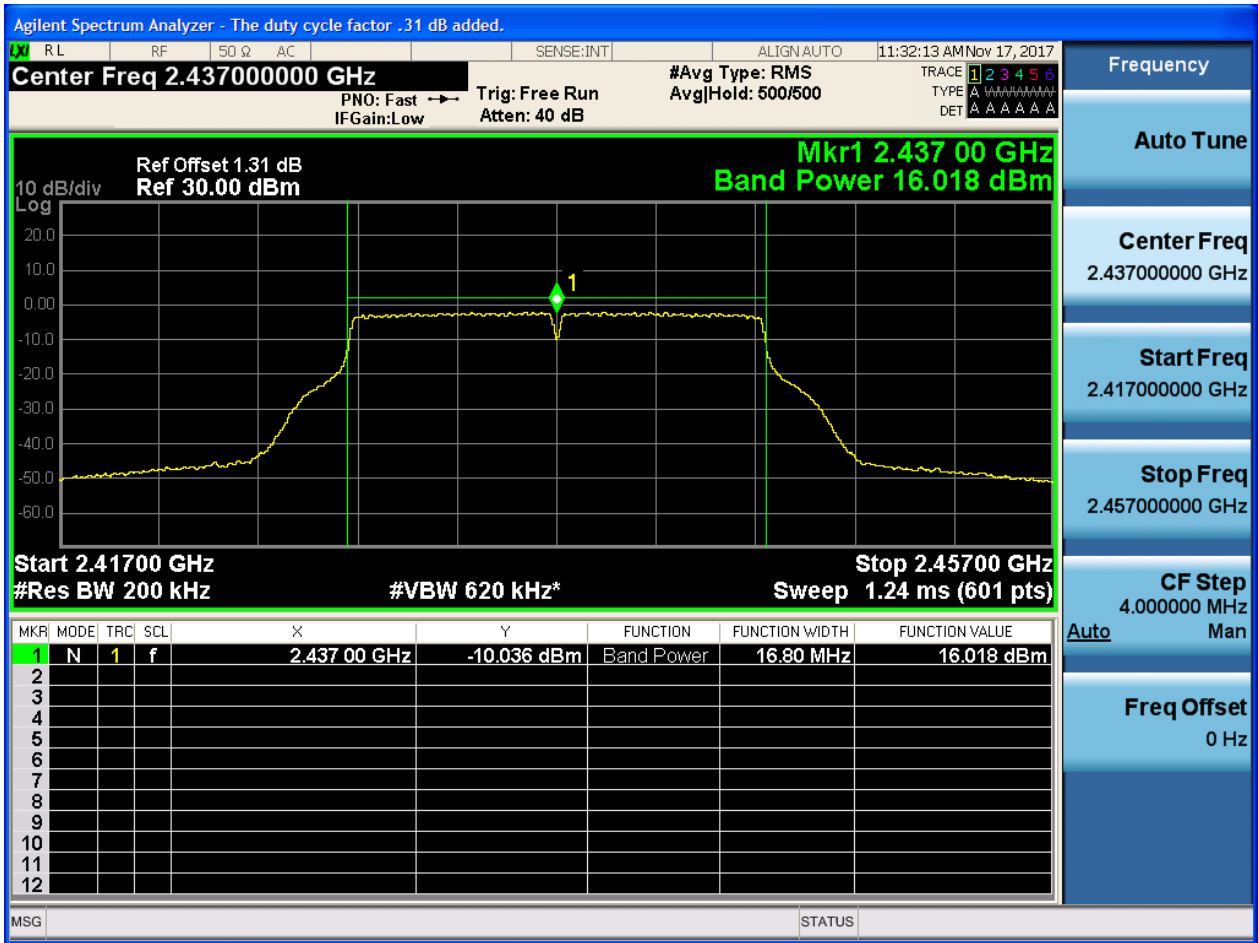 Agilent Spectrum Analyzer - The duty cycle factor .31 dB added.
LXI RL RF 50 Ω AC SENSE:INT ALIGN AUTO 11:32:13 AM Nov 17, 2017
Center Freq 2.437000000 GHz
PNO: Fast
IFGain:Low
Trig: Free Run
Atten: 40 dB
#Avg Type: RMS
Avg|Hold: 500/500
TRACE 1 2 3 4 5 6
TYPE A WWWWWW
DET A A A A A A
Frequency
Auto Tune
Center Freq
2.437000000 GHz
Start Freq
2.417000000 GHz
Stop Freq
2.457000000 GHz
CF Step
4.000000 MHz
Auto Man
Freq Offset
0 Hz
Mkr1 2.437 00 GHz
Band Power 16.018 dBm
Ref Offset 1.31 dB
10 dB/div Ref 30.00 dBm
Log
20.0
10.0
0.00
-10.0
-20.0
-30.0
-40.0
-50.0
-60.0
1
Start 2.41700 GHz Stop 2.45700 GHz
#Res BW 200 kHz #VBW 620 kHz* Sweep 1.24 ms (601 pts)
MKR MODE TRC SCL X Y FUNCTION FUNCTION WIDTH FUNCTION VALUE
1 N 1 f 2.437 00 GHz -10.036 dBm Band Power 16.80 MHz 16.018 dBm
2
3
4
5
6
7
8
9
10
11
12
MSG STATUS